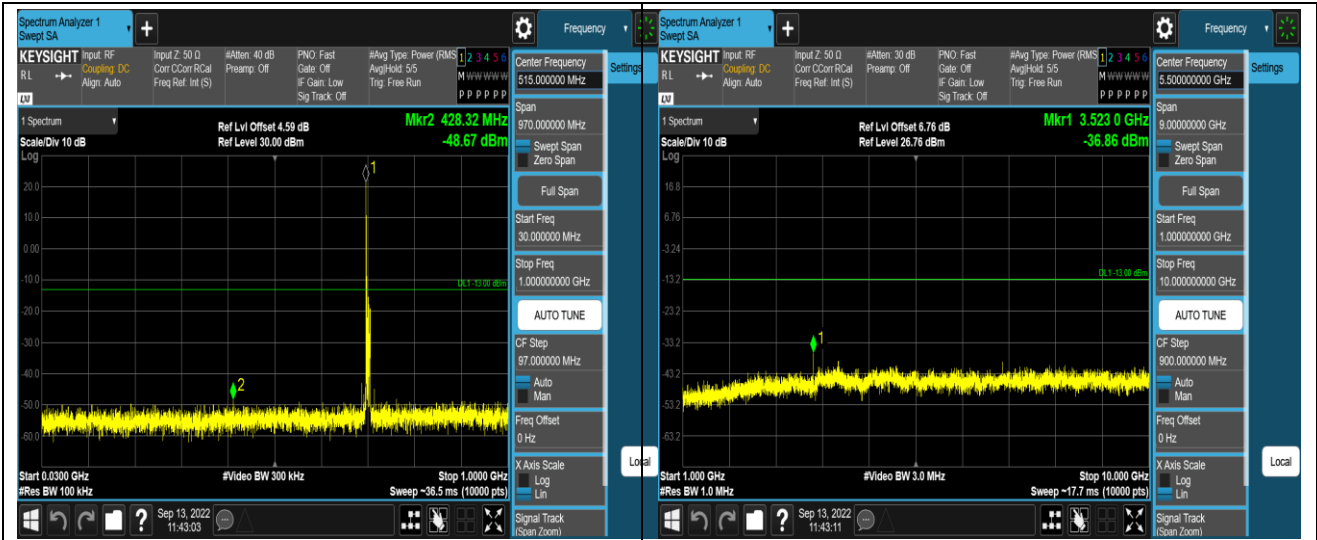 Spectrum Analyzer 1
Swept SA
+
Frequency
KEYSIGHT
RL
LXI
Input: RF
Coupling: DC
Align: Auto
Input Z: 50 Ω
Corr CCorr RCal
Freq Ref: Int (S)
#Atten: 40 dB
Preamp: Off
PNO: Fast
Gate: Off
IF Gain: Low
Sig Track: Off
#Avg Type: Power (RMS
Avg|Hold: 5/5
Trig: Free Run
1 2 3 4 5 6
M W W W W W
P P P P P P
1 Spectrum
Scale/Div 10 dB
Log
Ref Lvl Offset 4.59 dB
Ref Level 30.00 dBm
Mkr2 428.32 MHz
-48.67 dBm
1
20.0
10.0
0.00
-10.0
DL1 -13.00 dBm
-20.0
-30.0
-40.0
2
-50.0
-60.0
Start 0.0300 GHz
#Res BW 100 kHz
#Video BW 300 kHz
Stop 1.0000 GHz
Sweep ~36.5 ms (10000 pts)
?
Sep 13, 2022
11:43:03
Center Frequency
515.000000 MHz
Span
970.000000 MHz
Swept Span
Zero Span
Full Span
Start Freq
30.000000 MHz
Stop Freq
1.000000000 GHz
AUTO TUNE
CF Step
97.000000 MHz
Auto
Man
Freq Offset
0 Hz
X Axis Scale
Log
Lin
Signal Track
(Span Zoom)
Settings
Local
Spectrum Analyzer 1
Swept SA
+
Frequency
KEYSIGHT
RL
LXI
Input: RF
Coupling: DC
Align: Auto
Input Z: 50 Ω
Corr CCorr RCal
Freq Ref: Int (S)
#Atten: 30 dB
Preamp: Off
PNO: Fast
Gate: Off
IF Gain: Low
Sig Track: Off
#Avg Type: Power (RMS
Avg|Hold: 5/5
Trig: Free Run
1 2 3 4 5 6
M W W W W W
P P P P P P
1 Spectrum
Scale/Div 10 dB
Log
Ref Lvl Offset 6.76 dB
Ref Level 26.76 dBm
Mkr1 3.523 0 GHz
-36.86 dBm
16.8
6.76
-3.24
-13.2
DL1 -13.00 dBm
-23.2
-33.2
1
-43.2
-53.2
-63.2
Start 1.000 GHz
#Res BW 1.0 MHz
#Video BW 3.0 MHz
Stop 10.000 GHz
Sweep ~17.7 ms (10000 pts)
?
Sep 13, 2022
11:43:11
Center Frequency
5.500000000 GHz
Span
9.00000000 GHz
Swept Span
Zero Span
Full Span
Start Freq
1.000000000 GHz
Stop Freq
10.000000000 GHz
AUTO TUNE
CF Step
900.000000 MHz
Auto
Man
Freq Offset
0 Hz
X Axis Scale
Log
Lin
Signal Track
(Span Zoom)
Settings
Local